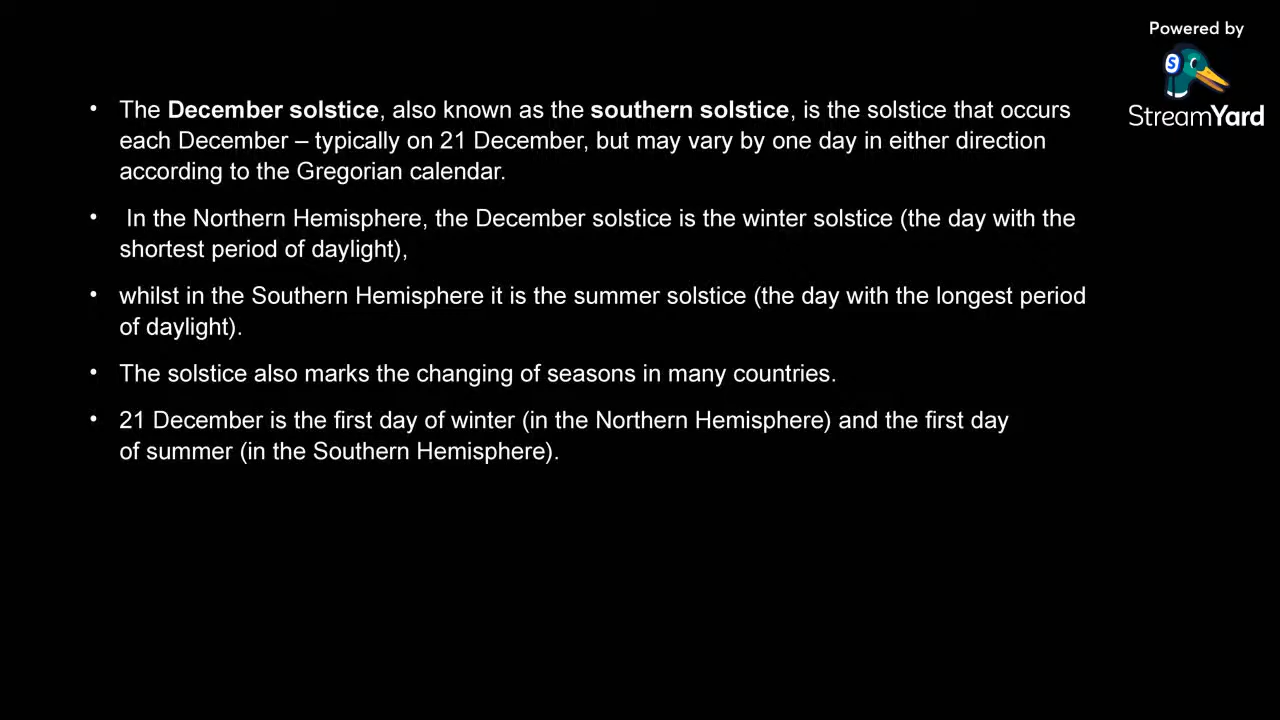 Powered by
StreamYard
• The December solstice, also known as the southern solstice, is the solstice that occurs
each December – typically on 21 December, but may vary by one day in either direction
according to the Gregorian calendar.
• In the Northern Hemisphere, the December solstice is the winter solstice (the day with the
shortest period of daylight),
• whilst in the Southern Hemisphere it is the summer solstice (the day with the longest period
of daylight).
• The solstice also marks the changing of seasons in many countries.
• 21 December is the first day of winter (in the Northern Hemisphere) and the first day
of summer (in the Southern Hemisphere).